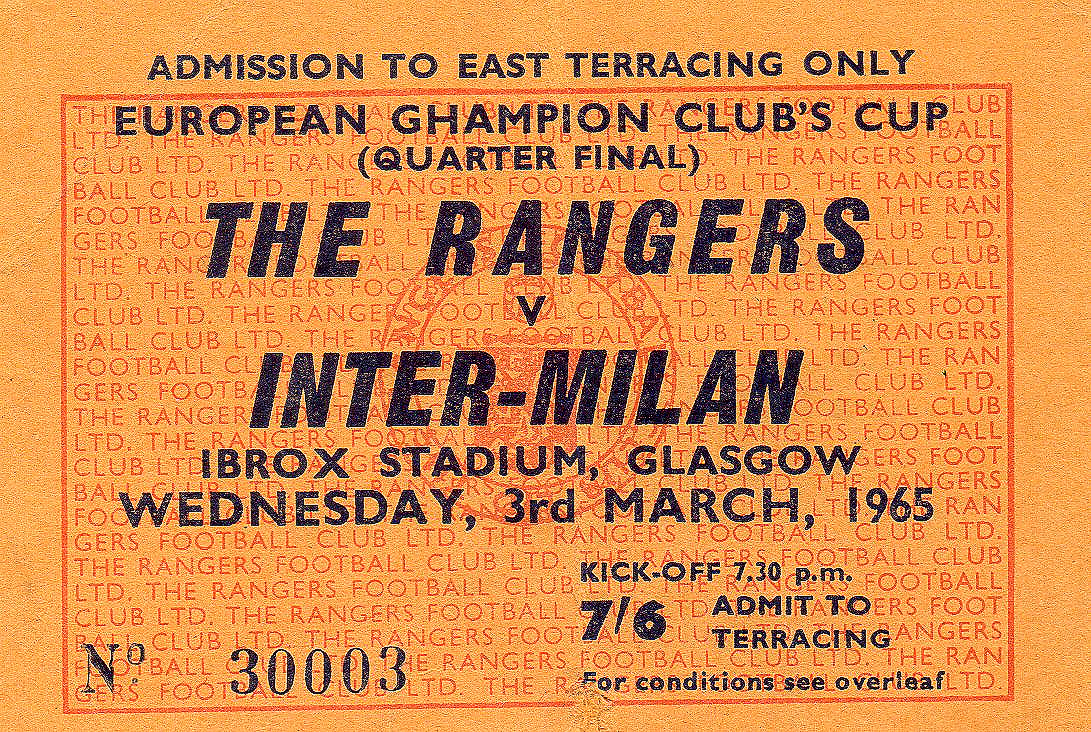 ADMISSION TO EAST TERRACING ONLY
EUROPEAN GHAMPION CLUB'S CUP
(QUARTER FINAL)
THE RANGERS
V
INTER-MILAN
IBROX STADIUM, GLASGOW
WEDNESDAY, 3rd MARCH, 1965
KICK-OFF 7.30 p.m.
7/6 ADMIT TO
TERRACING
Nº 30003
For conditions see overleaf